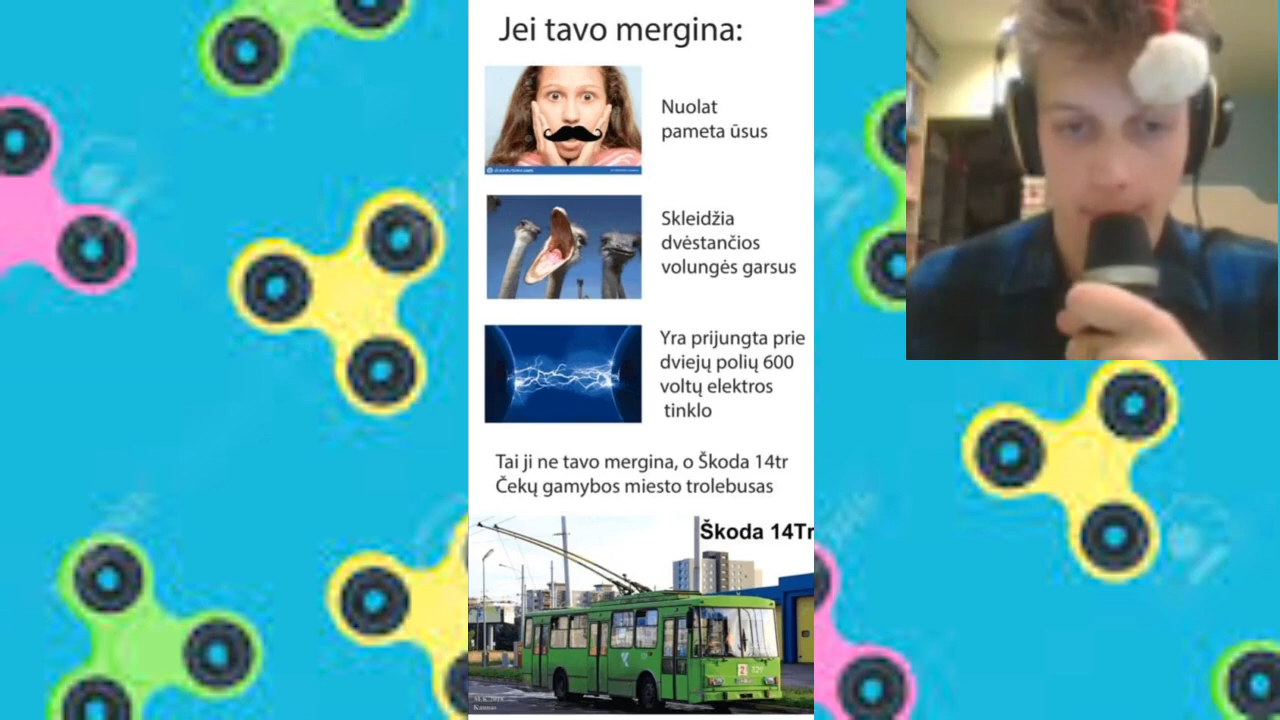 Jei tavo mergina:
Nuolat
pameta ūsus
Skleidžia
dvėstančios
volungės garsus
Yra prijungta prie
dviejų polių 600
voltų elektros
tinklo
Tai ji ne tavo mergina, o Škoda 14tr
Čekų gamybos miesto trolebusas
Škoda 14Tr
Kaunas